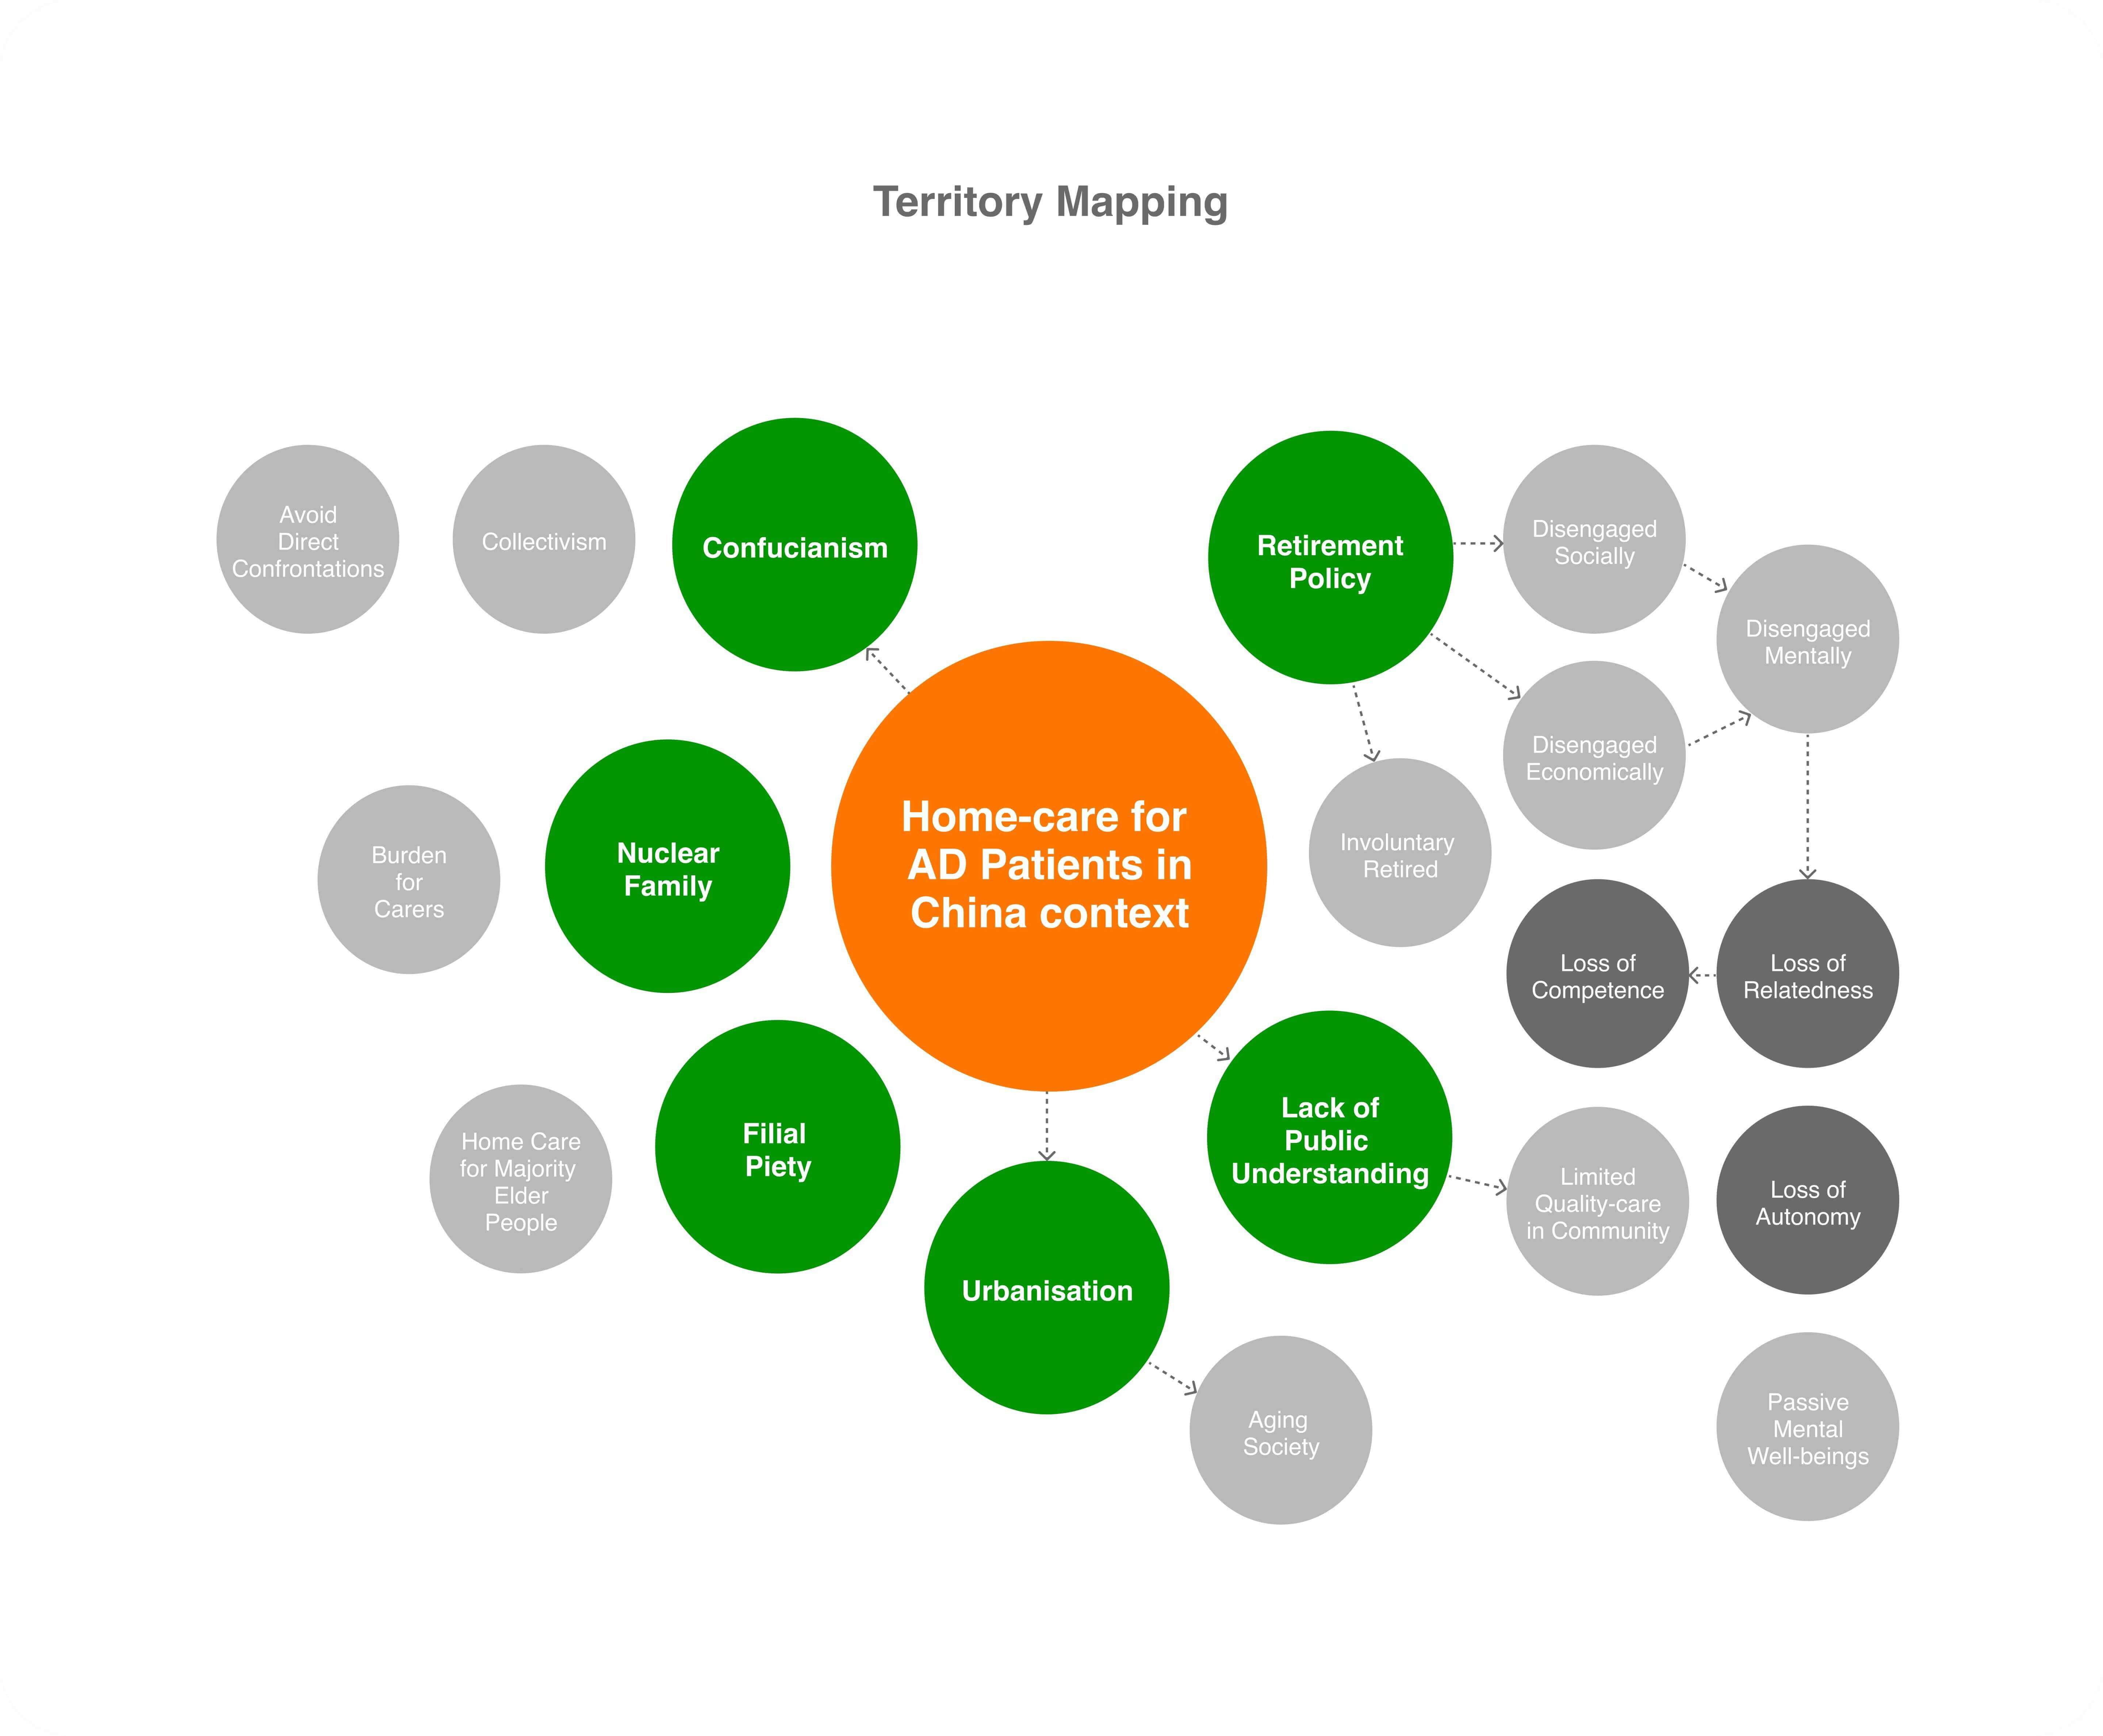 Territory Mapping
Avoid
Direct
Confrontations
Collectivism
Confucianism
Retirement
Policy
Disengaged
Socially
Disengaged
Mentally
Disengaged
Economically
Involuntary
Retired
Home-care for
AD Patients in
China context
Nuclear
Family
Burden
for
Carers
Loss of
Competence
Loss of
Relatedness
Filial
Piety
Home Care
for Majority
Elder
People
Lack of
Public
Understanding
Limited
Quality-care
in Community
Loss of
Autonomy
Urbanisation
Aging
Society
Passive
Mental
Well-beings